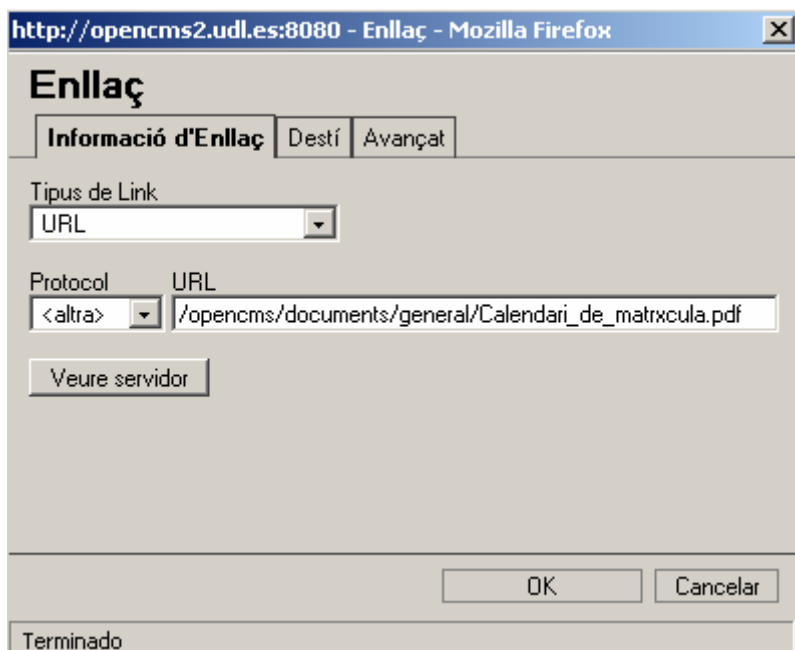 http://opencms2.udl.es:8080 - Enllaç - Mozilla Firefox
Enllaç
Informació d'Enllaç Destí Avançat
Tipus de Link
URL
Protocol URL
<altra> /opencms/documents/general/Calendari_de_matrxcula.pdf
Veure servidor
OK Cancelar
Terminado